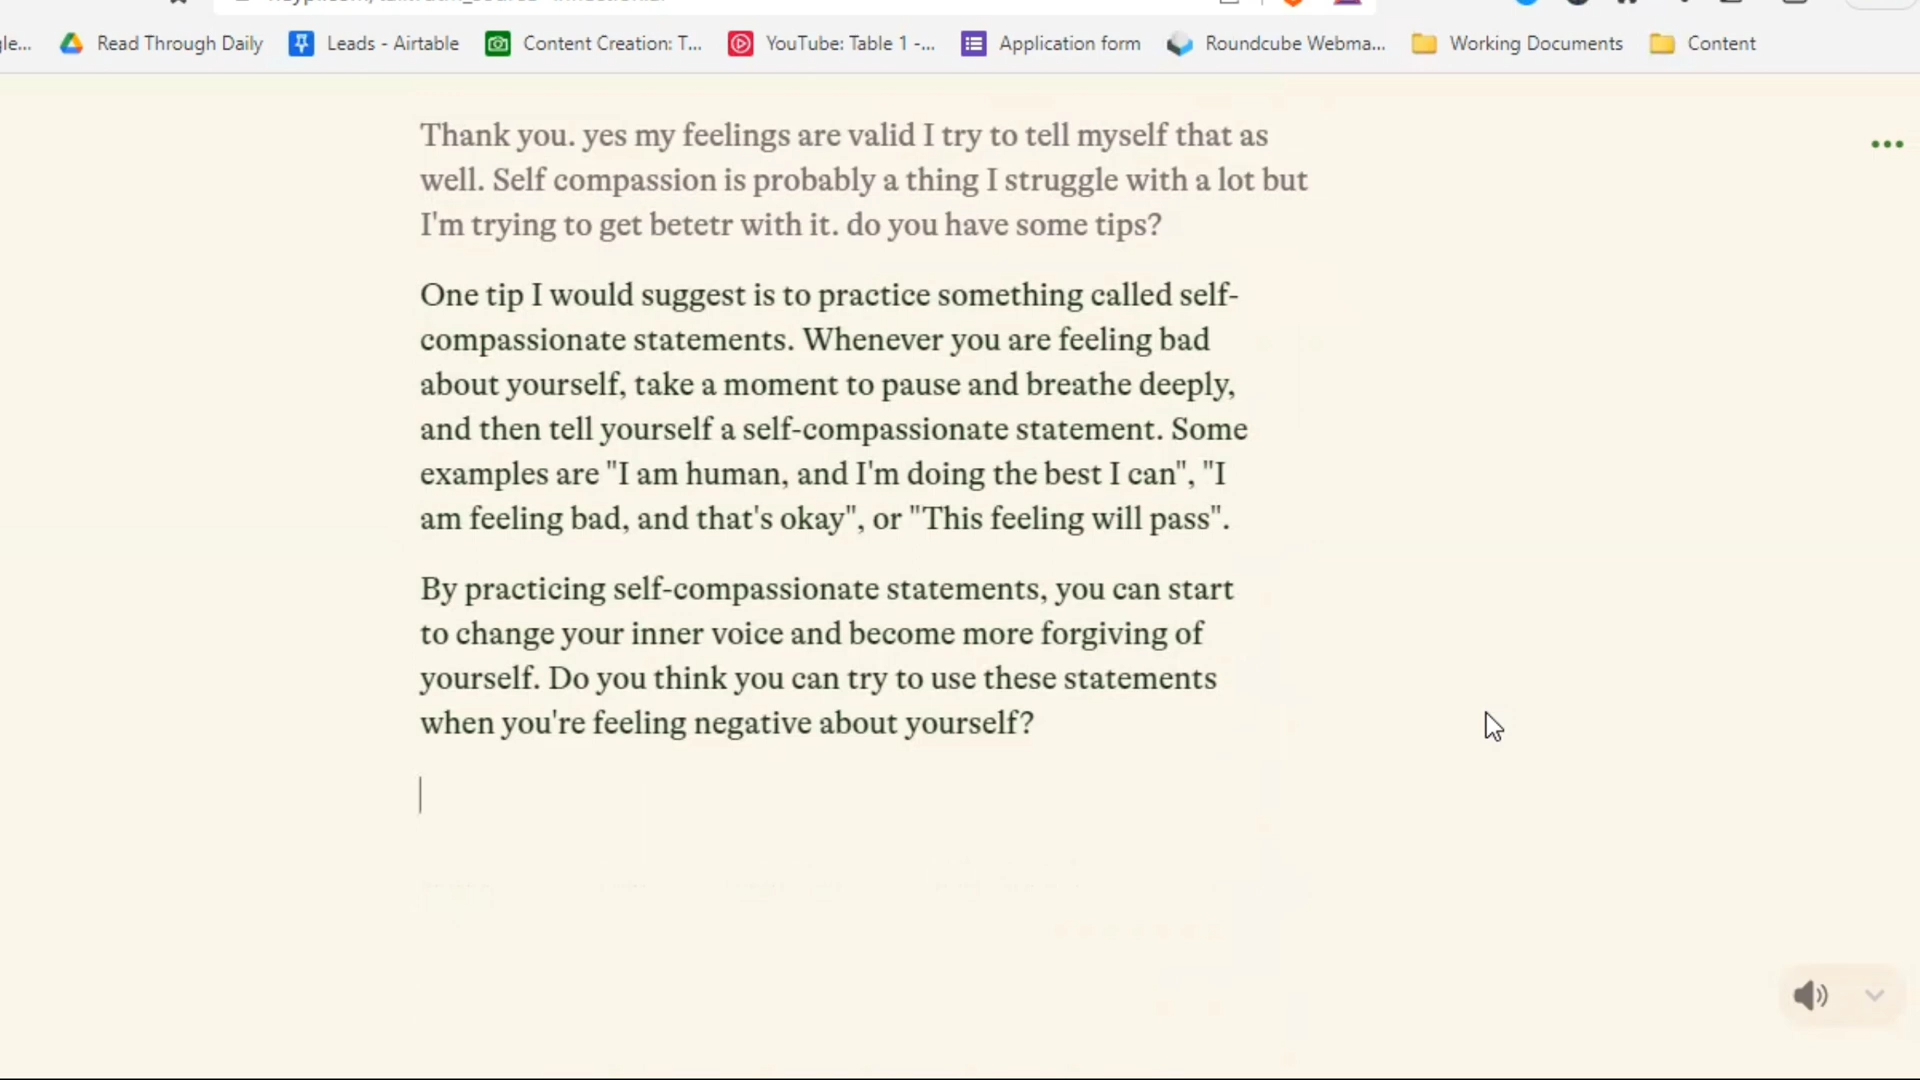 le...
Read Through Daily
Leads - Airtable
Content Creation: T...
YouTube: Table 1 -...
Application form
Roundcube Webma...
Working Documents
Content
Thank you. yes my feelings are valid I try to tell myself that as
well. Self compassion is probably a thing I struggle with a lot but
I'm trying to get betetr with it. do you have some tips?
One tip I would suggest is to practice something called self-
compassionate statements. Whenever you are feeling bad
about yourself, take a moment to pause and breathe deeply,
and then tell yourself a self-compassionate statement. Some
examples are "I am human, and I'm doing the best I can", "I
am feeling bad, and that's okay", or "This feeling will pass".
By practicing self-compassionate statements, you can start
to change your inner voice and become more forgiving of
yourself. Do you think you can try to use these statements
when you're feeling negative about yourself?